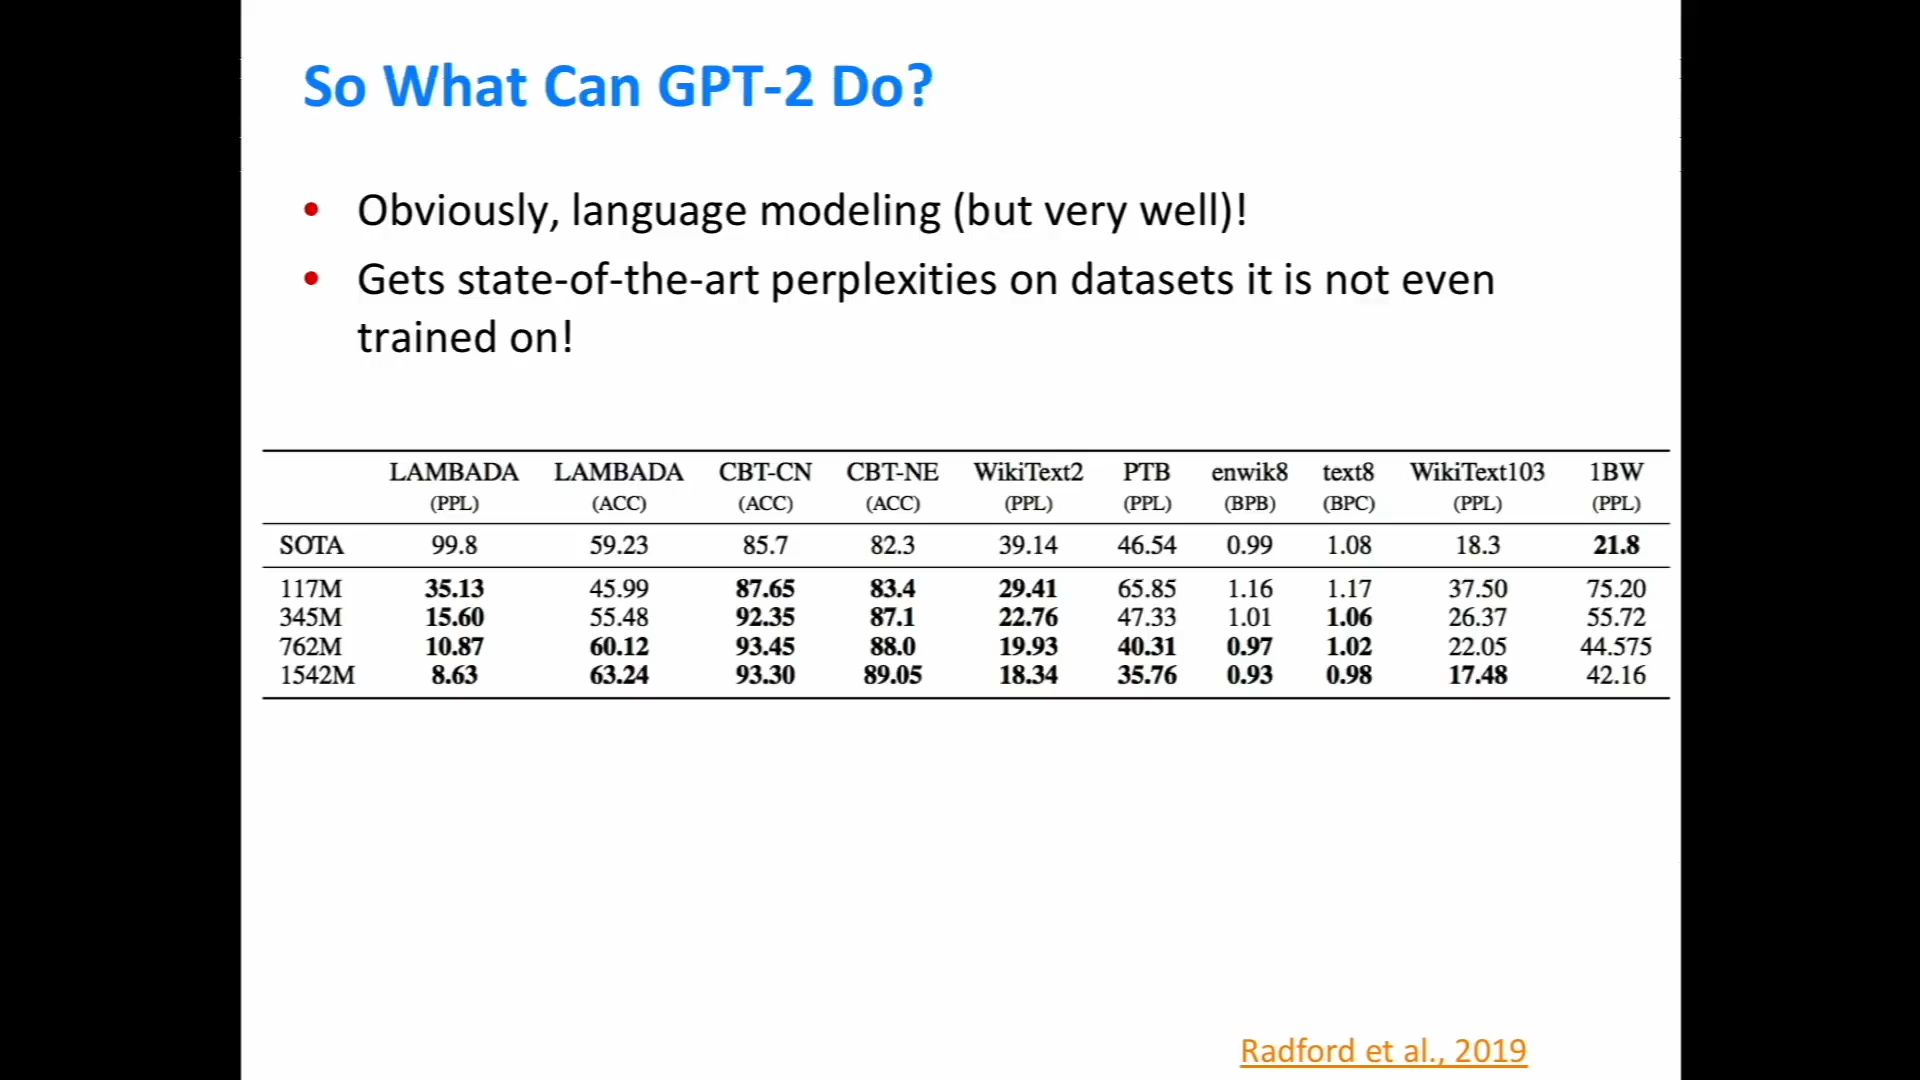 So What Can GPT-2 Do?
• Obviously, language modeling (but very well)!
• Gets state-of-the-art perplexities on datasets it is not even
trained on!
LAMBADA LAMBADA CBT-CN CBT-NE WikiText2 PTB enwik8 text8 WikiText103 1BW
(PPL) (ACC) (ACC) (ACC) (PPL) (PPL) (BPB) (BPC) (PPL) (PPL)
SOTA 99.8 59.23 85.7 82.3 39.14 46.54 0.99 1.08 18.3 21.8
117M 35.13 45.99 87.65 83.4 29.41 65.85 1.16 1.17 37.50 75.20
345M 15.60 55.48 92.35 87.1 22.76 47.33 1.01 1.06 26.37 55.72
762M 10.87 60.12 93.45 88.0 19.93 40.31 0.97 1.02 22.05 44.575
1542M 8.63 63.24 93.30 89.05 18.34 35.76 0.93 0.98 17.48 42.16
Radford et al., 2019